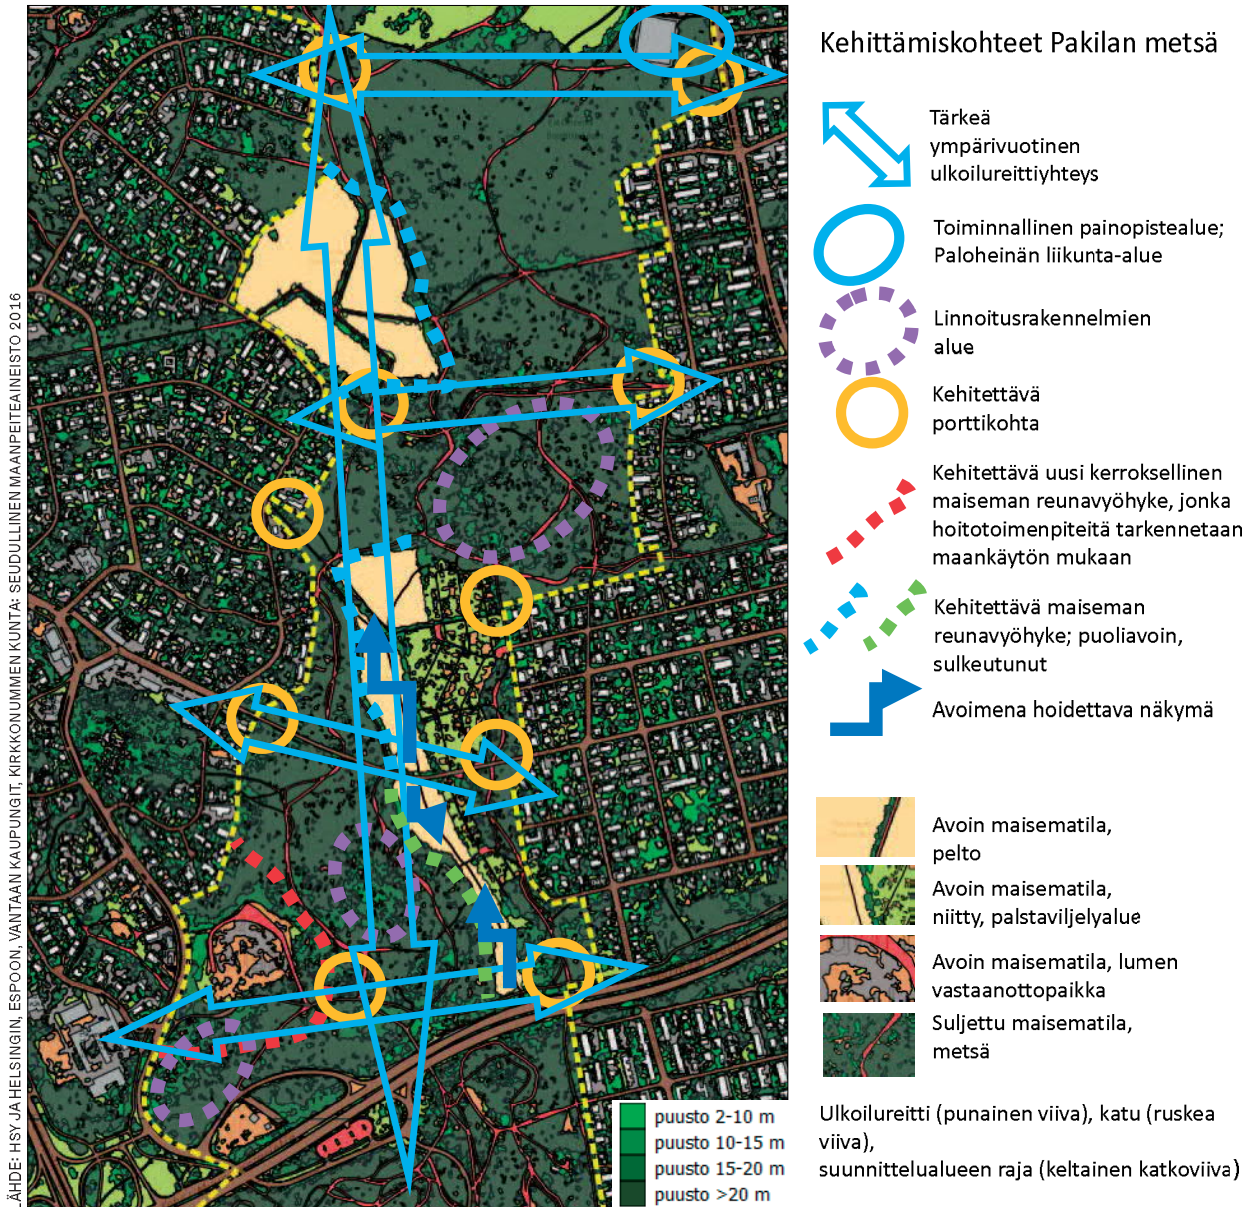 Kehittämiskohteet Pakilan metsä
Tärkeä
ympärivuotinen
ulkoilureittiyhteys
Toiminnallinen painopistealue;
Paloheinän liikunta-alue
Linnoitusrakennelmien
alue
Kehitettävä
porttikohta
Kehitettävä uusi kerroksellinen
maiseman reunavyöhyke, jonka
hoitotoimenpiteitä tarkennetaan
maankäytön mukaan
Kehitettävä maiseman
reunavyöhyke; puoliavoin,
sulkeutunut
Avoimena hoidettava näkymä
Avoin maisematila,
pelto
Avoin maisematila,
niitty, palstaviljelyalue
Avoin maisematila, lumen
vastaanottopaikka
Suljettu maisematila,
metsä
Ulkoilureitti (punainen viiva), katu (ruskea
viiva),
suunnittelualueen raja (keltainen katkoviiva)
puusto 2-10 m
puusto 10-15 m
puusto 15-20 m
puusto >20 m
LÄHDE: HSY JA HELSINGIN, ESPOON, VANTAAN KAUPUNGIT, KIRKKONUMMEN KUNTA: SEUDULLINEN MAANPEITEAINEISTO 2016